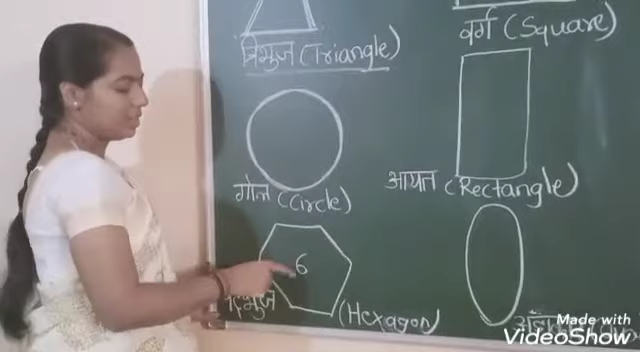 त्रिभुज (Triangle)
वर्ग (Square)
गोल (Circle)
आयत (Rectangle)
6
(Hexagon)
Made with
VideoShow